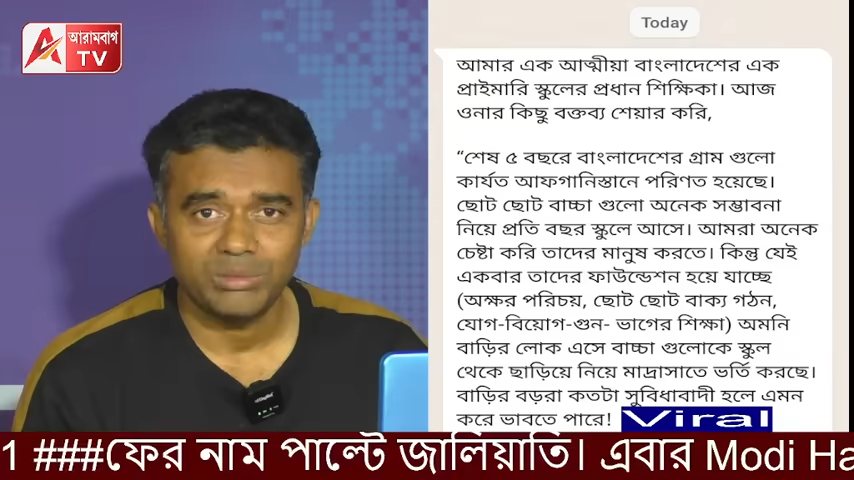 আরামবাগ
TV
Today
আমার এক আত্মীয়া বাংলাদেশের এক
প্রাইমারি স্কুলের প্রধান শিক্ষিকা। আজ
ওনার কিছু বক্তব্য শেয়ার করি,
“শেষ ৫ বছরে বাংলাদেশের গ্রাম গুলো
কার্যত আফগানিস্তানে পরিণত হয়েছে।
ছোট ছোট বাচ্চা গুলো অনেক সম্ভাবনা
নিয়ে প্রতি বছর স্কুলে আসে। আমরা অনেক
চেষ্টা করি তাদের মানুষ করতে। কিন্তু যেই
একবার তাদের ফাউন্ডেশন হয়ে যাচ্ছে
(অক্ষর পরিচয়, ছোট ছোট বাক্য গঠন,
যোগ-বিয়োগ-গুন- ভাগের শিক্ষা) অমনি
বাড়ির লোক এসে বাচ্চা গুলোকে স্কুল
থেকে ছাড়িয়ে নিয়ে মাদ্রাসাতে ভর্তি করছে।
বাড়ির বড়রা কতটা সুবিধাবাদী হলে এমন
করে ভাবতে পারে!
Viral
1 ###ফের নাম পাল্টে জালিয়াতি। এবার Modi Ha